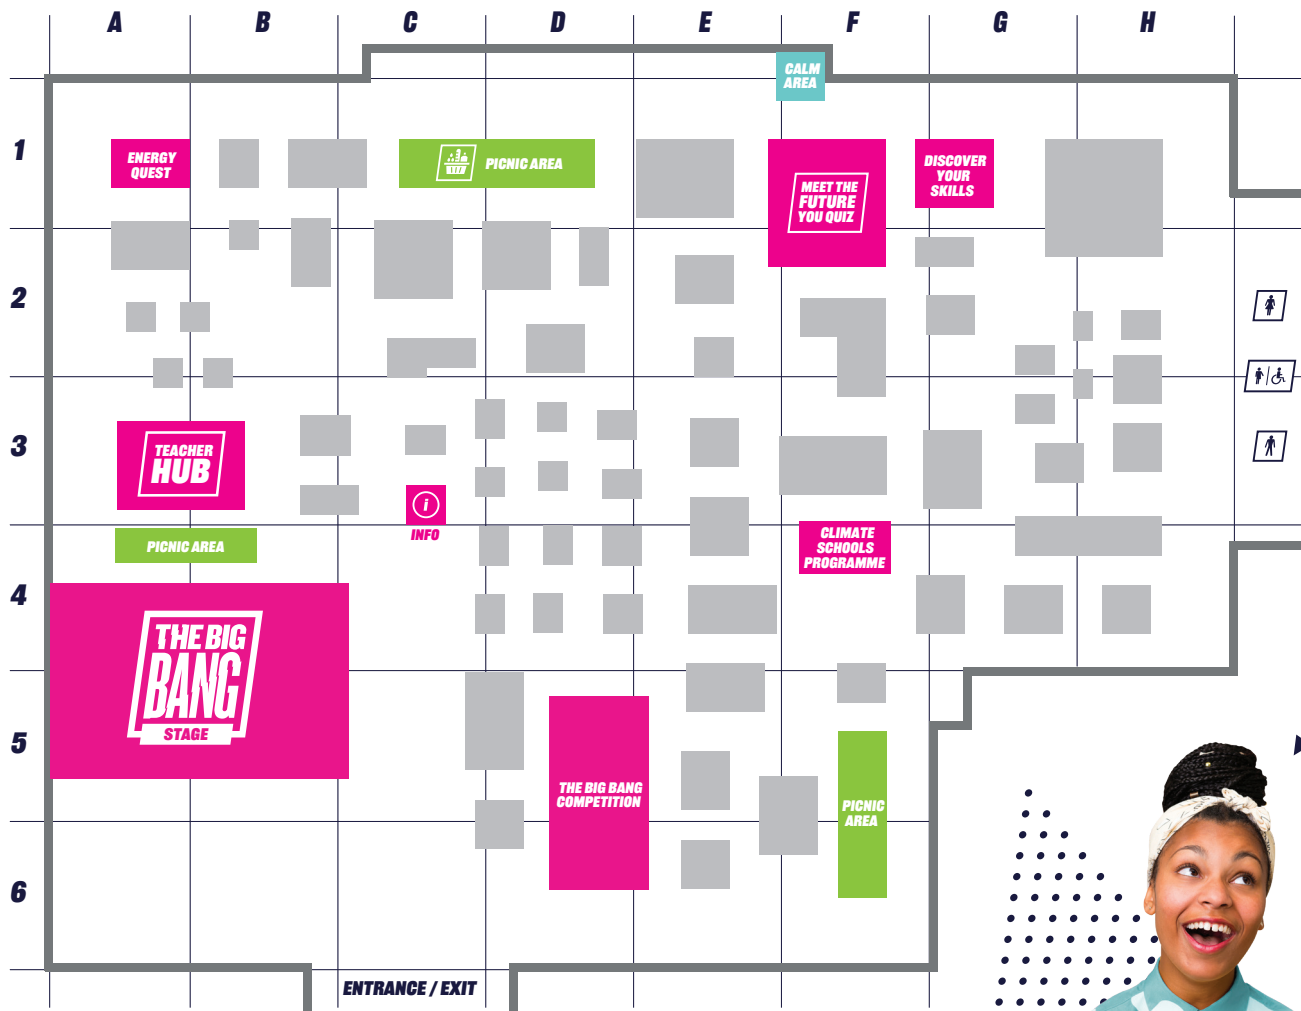 A B C D E F G H
CALM
AREA
1
ENERGY
QUEST
PICNIC AREA
MEET THE
FUTURE
YOU QUIZ
DISCOVER
YOUR
SKILLS
2
3
TEACHER
HUB
i
INFO
PICNIC AREA
CLIMATE
SCHOOLS
PROGRAMME
4
THE BIG
BANG
STAGE
5
THE BIG BANG
COMPETITION
PICNIC
AREA
6
ENTRANCE / EXIT